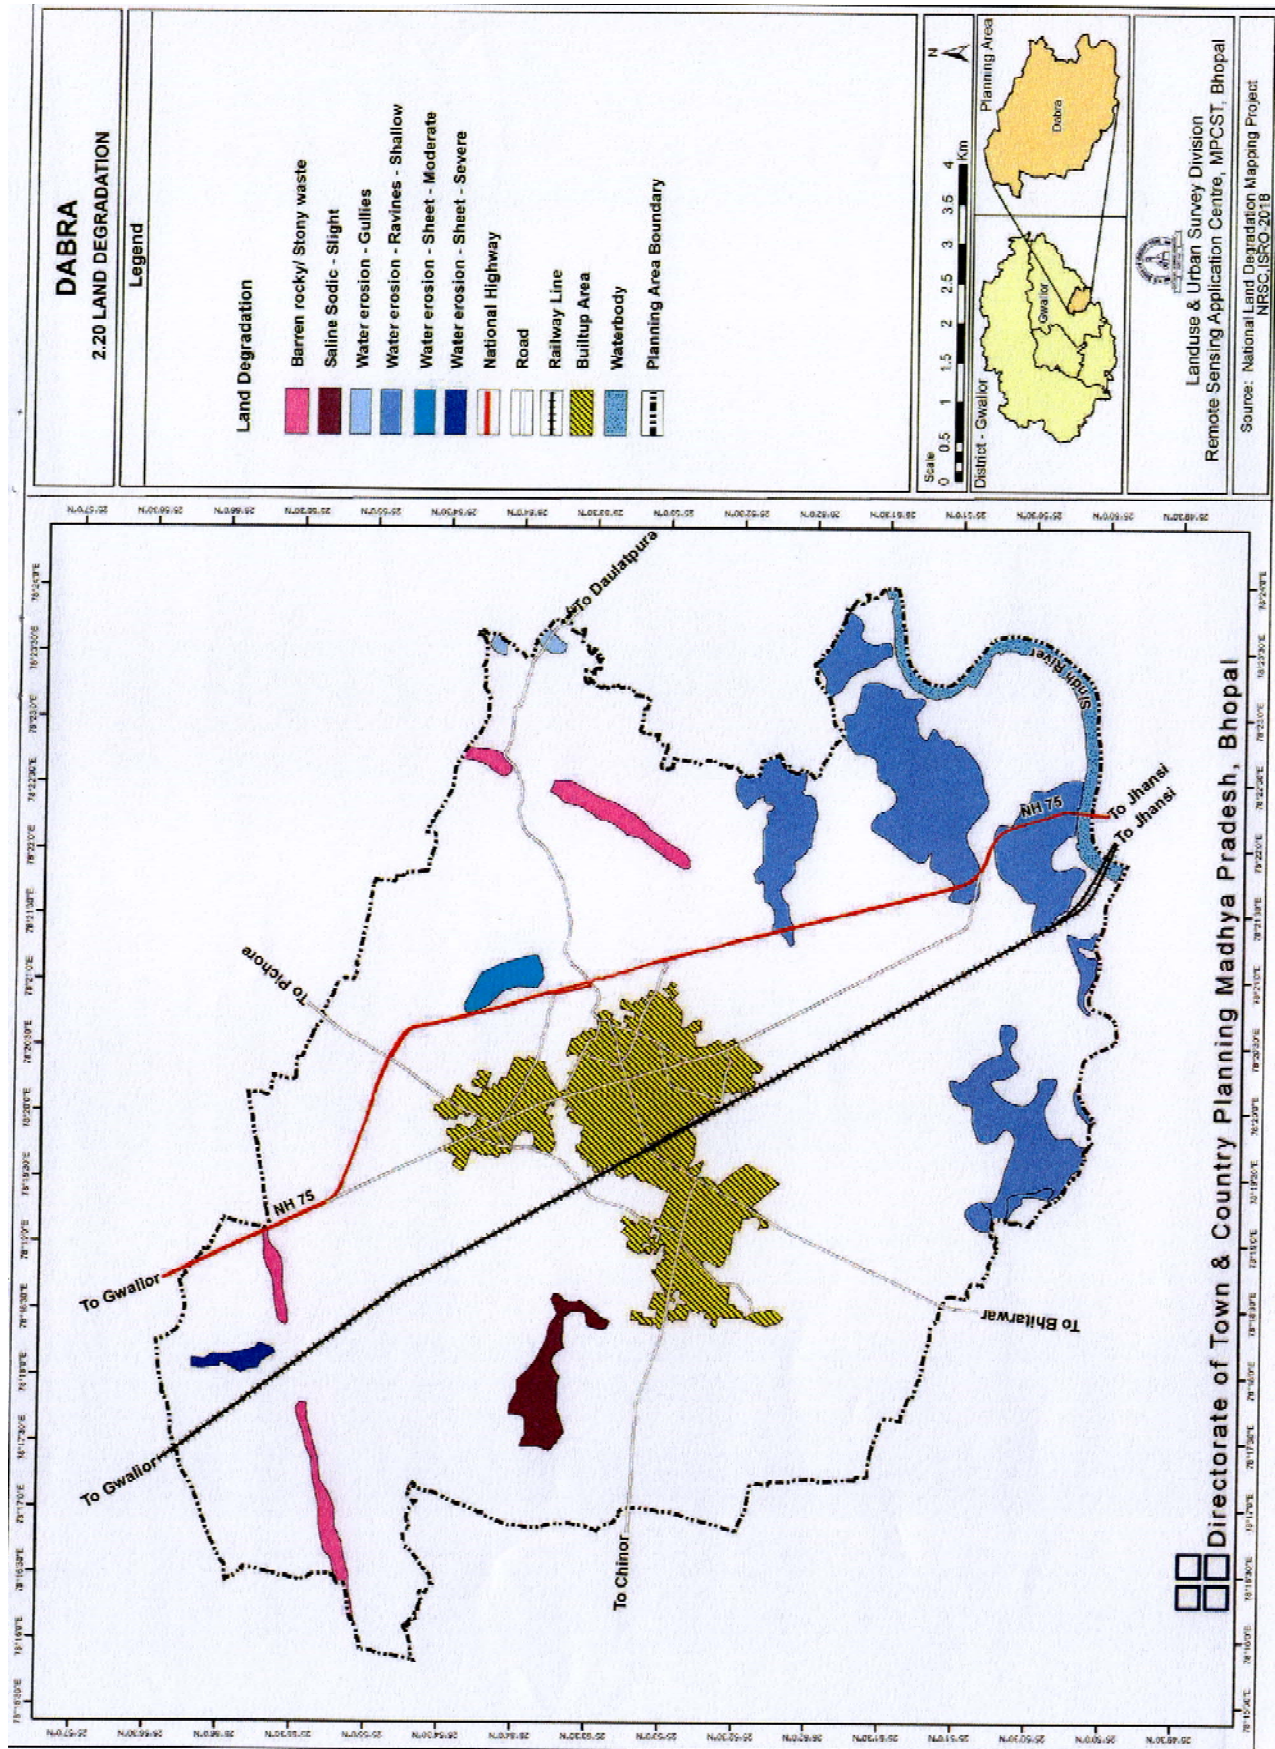 DABRA
2.20 LAND DEGRADATION
Legend
Land Degradation
Barren rocky/ Stony waste
Saline Sodic - Slight
Water erosion - Gullies
Water erosion - Ravines - Shallow
Water erosion - Sheet - Moderate
Water erosion - Sheet - Severe
National Highway
Road
Railway Line
Builtup Area
Waterbody
Planning Area Boundary
Scale
0 0.5 1 1.5 2 2.5 3 3.5 4
Km
N
District - Gwalior
Planning Area
Gwalior
Dabra
Landuse & Urban Survey Division
Remote Sensing Application Centre, MPCST, Bhopal
Source: National Land Degradation Mapping Project
NRSC, ISRO-2018
To Gwalior
To Gwalior
NH 75
To Pichore
To Daulatpura
To Chinor
To Bhitarwar
Sindh River
NH 75
To Jhansi
To Jhansi
Directorate of Town & Country Planning Madhya Pradesh, Bhopal